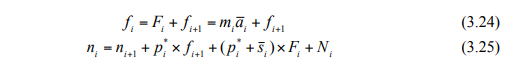 f_i = F_i + f_{i+1} = m_i a̅_i + f_{i+1} (3.24)
n_i = n_{i+1} + p_i^* × f_{i+1} + (p_i^* + s̅_i) × F_i + N_i (3.25)